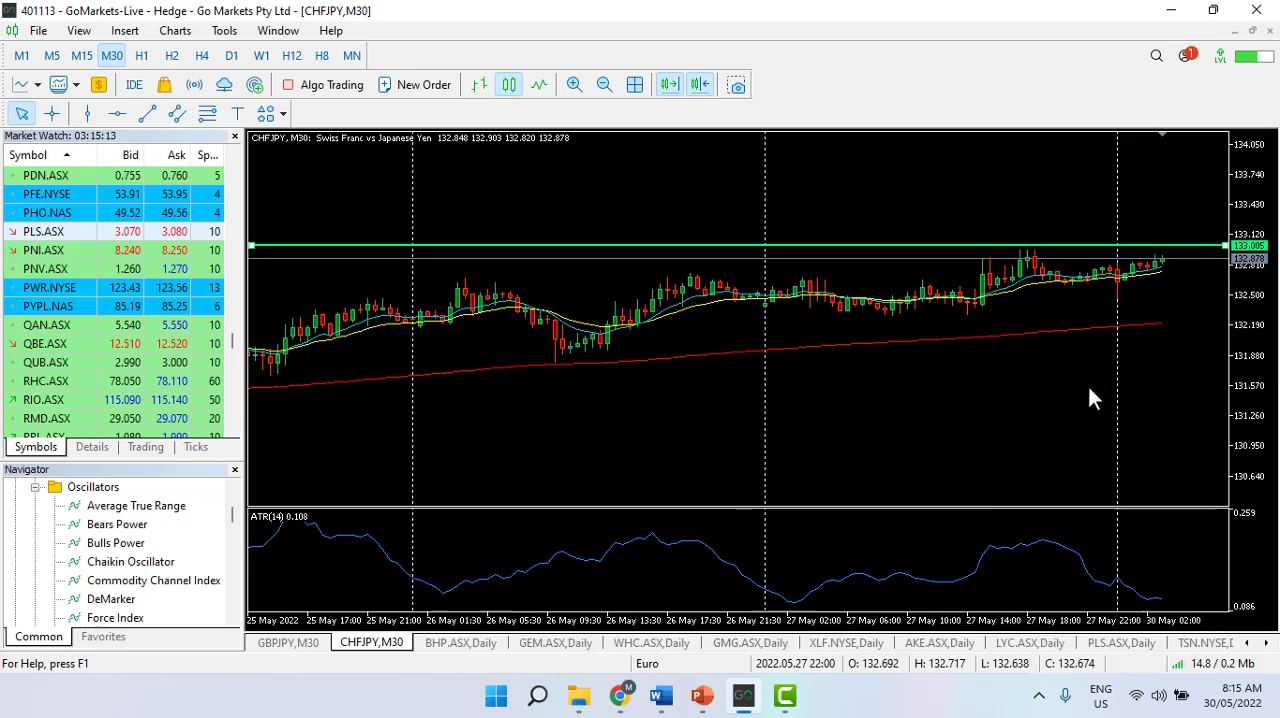 401113 - GoMarkets-Live - Hedge - Go Markets Pty Ltd - [CHFJPY,M30]
File View Insert Charts Tools Window Help
M1 M5 M15 M30 H1 H2 H4 D1 W1 H12 H8 MN
1 LVL
IDE Algo Trading New Order
Market Watch: 03:15:13
Symbol Bid Ask Sp...
PDN.ASX 0.755 0.760 5
PFE.NYSE 53.91 53.95 4
PHO.NAS 49.52 49.56 4
PLS.ASX 3.070 3.080 10
PNI.ASX 8.240 8.250 10
PNV.ASX 1.260 1.270 10
PWR.NYSE 123.43 123.56 13
PYPL.NAS 85.19 85.25 6
QAN.ASX 5.540 5.550 10
QBE.ASX 12.510 12.520 10
QUB.ASX 2.990 3.000 10
RHC.ASX 78.050 78.110 60
RIO.ASX 115.090 115.140 50
RMD.ASX 29.050 29.070 20
Symbols Details Trading Ticks
Navigator
Oscillators
Average True Range
Bears Power
Bulls Power
Chaikin Oscillator
Commodity Channel Index
DeMarker
Force Index
Common Favorites
CHFJPY, M30: Swiss Franc vs Japanese Yen 132.848 132.903 132.820 132.878
134.050
133.740
133.430
133.120
133.005
132.878
132.810
132.500
132.190
131.880
131.570
131.260
130.950
130.640
ATR(14) 0.108
0.259
0.086
25 May 2022 25 May 17:00 25 May 21:00 26 May 01:30 26 May 05:30 26 May 09:30 26 May 13:30 26 May 17:30 26 May 21:30 27 May 02:00 27 May 06:00 27 May 10:00 27 May 14:00 27 May 18:00 27 May 22:00 30 May 02:00
GBPJPY,M30 CHFJPY,M30 BHP.ASX,Daily GEM.ASX,Daily WHC.ASX,Daily GMG.ASX,Daily XLF.NYSE,Daily AKE.ASX,Daily LYC.ASX,Daily PLS.ASX,Daily TSN.NYSE,D
For Help, press F1 Euro 2022.05.27 22:00 O: 132.692 H: 132.717 L: 132.638 C: 132.674 14.8 / 0.2 Mb
M W P GO C ENG US 8:15 AM 30/05/2022